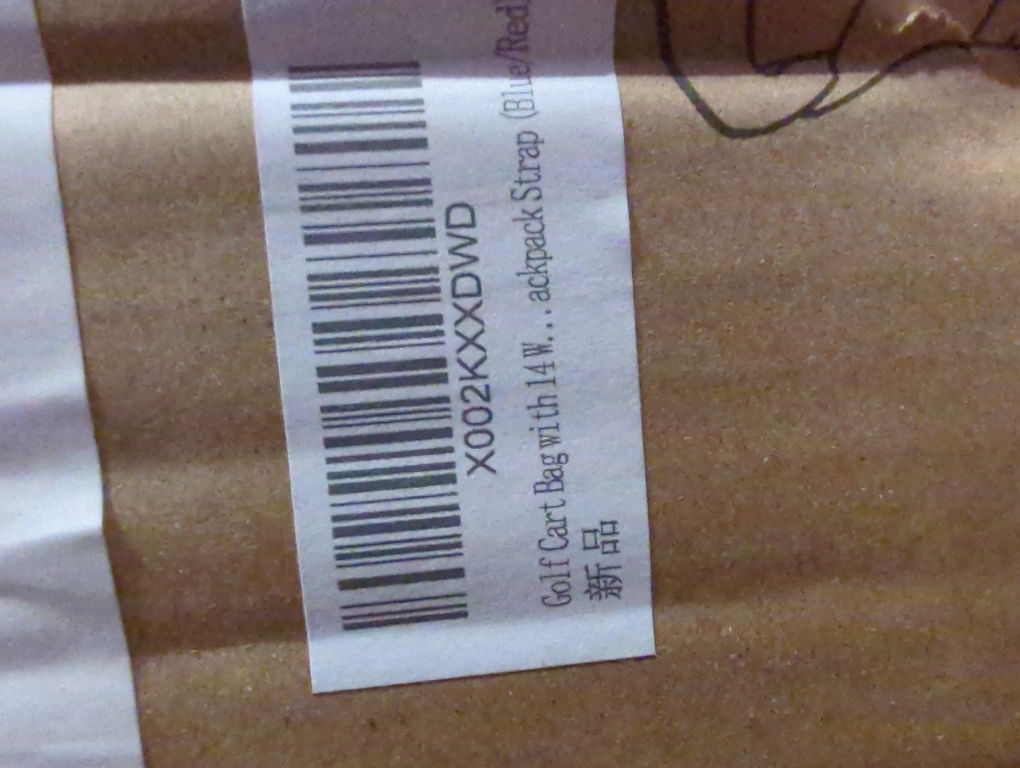 X002KXXDWD
Golf Cart Bag with 14 W... ackpack Strap (Blue/Red)
新品